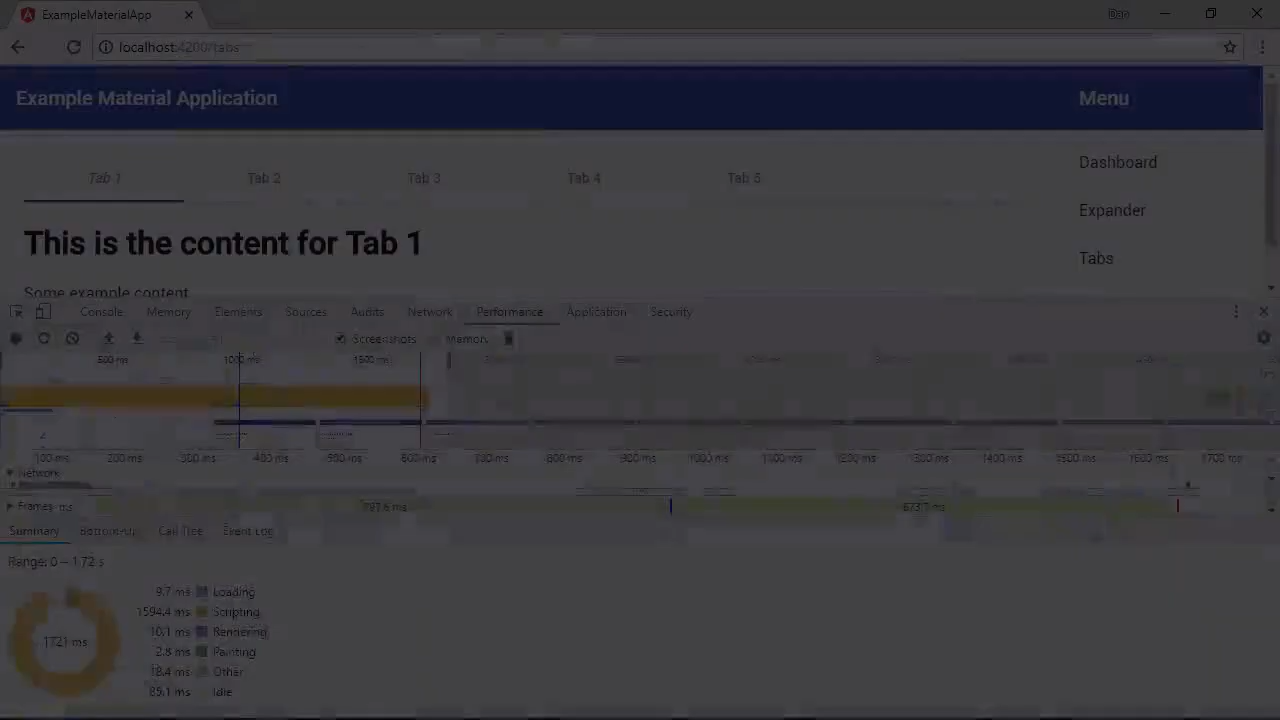 ExampleMaterialApp
Dan
localhost:4200/tabs
Example Material Application
Menu
Tab 1 Tab 2 Tab 3 Tab 4 Tab 5
Dashboard
Expander
Tabs
This is the content for Tab 1
Some example content
Console Memory Elements Sources Audits Network Performance Application Security
Screenshots Memory
500 ms 1000 ms 1500 ms
100 ms 200 ms 300 ms 400 ms 500 ms 600 ms 700 ms 800 ms 900 ms 1000 ms 1100 ms 1200 ms 1300 ms 1400 ms 1500 ms 1600 ms 1700 ms
Network
Frames ms
Summary Bottom-Up Call Tree Event Log
Range: 0 – 1.72 s
9.7 ms Loading
1594.4 ms Scripting
10.1 ms Rendering
2.8 ms Painting
18.4 ms Other
85.1 ms Idle
1721 ms